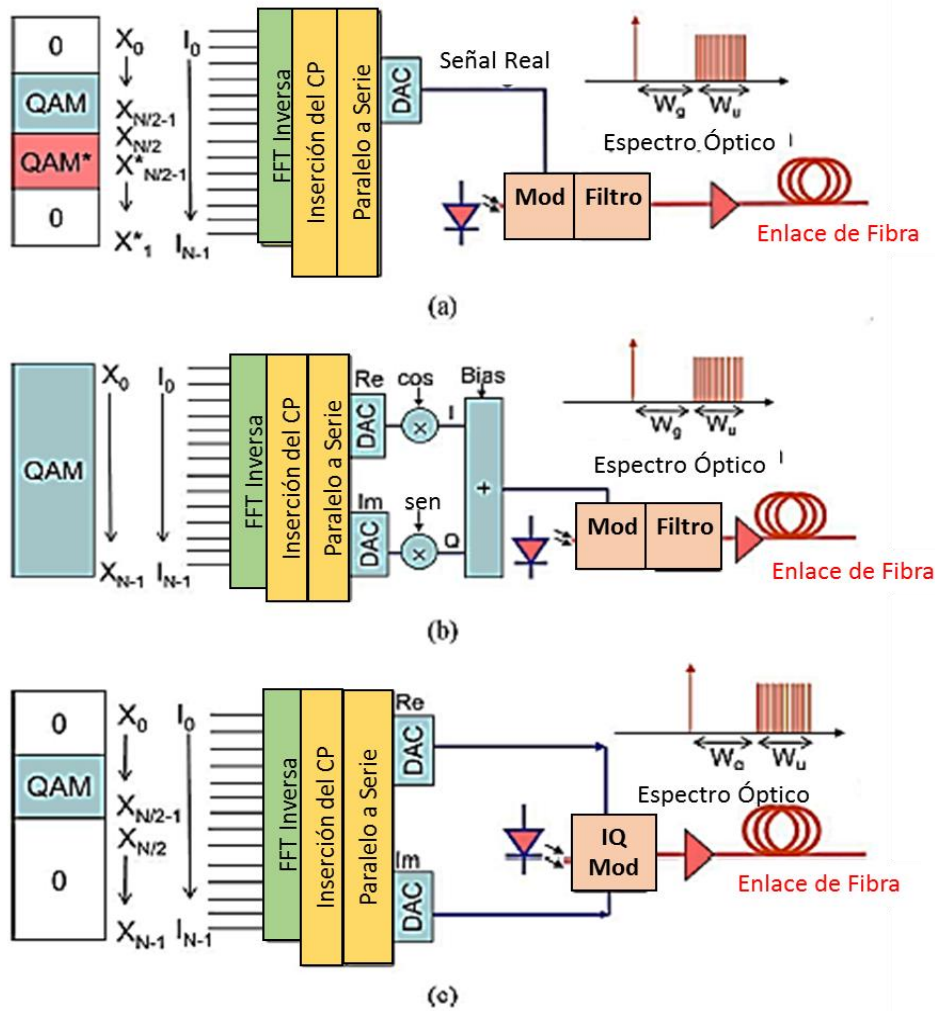 0
QAM
QAM*
0
X0
XN/2-1
XN/2
X*N/2-1
X*1
I0
IN-1
FFT Inversa
Inserción del CP
Paralelo a Serie
DAC
Señal Real
Wg
Wu
Espectro Óptico
Mod
Filtro
Enlace de Fibra
(a)
QAM
X0
XN-1
I0
IN-1
FFT Inversa
Inserción del CP
Paralelo a Serie
Re
DAC
Im
DAC
cos
×
I
sen
×
Q
Bias
+
Wg
Wu
Espectro Óptico
Mod
Filtro
Enlace de Fibra
(b)
0
QAM
0
X0
XN/2-1
XN/2
XN-1
I0
IN-1
FFT Inversa
Inserción del CP
Paralelo a Serie
Re
DAC
Im
DAC
Wg
Wu
Espectro Óptico
IQ
Mod
Enlace de Fibra
(c)